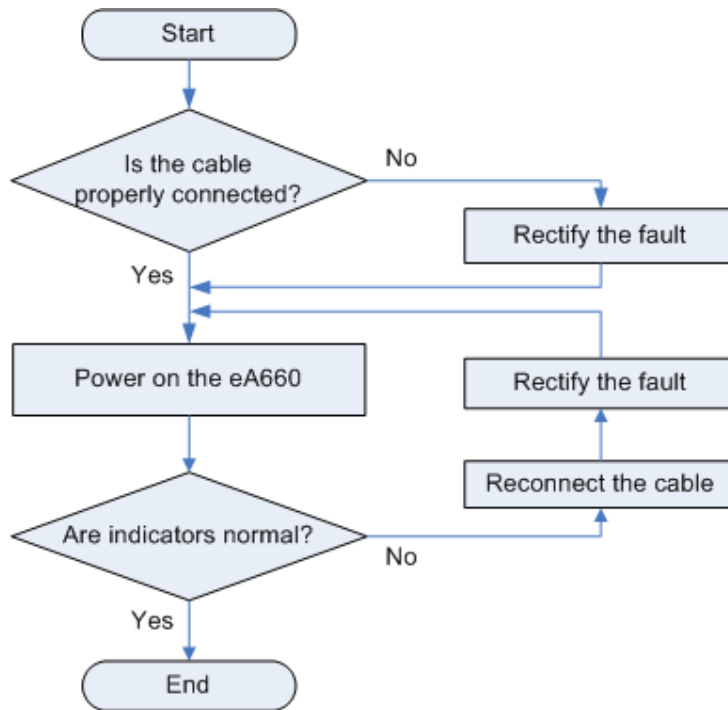 Start
Is the cable
properly connected?
No
Rectify the fault
Yes
Power on the eA660
Rectify the fault
Reconnect the cable
Are indicators normal?
No
Yes
End